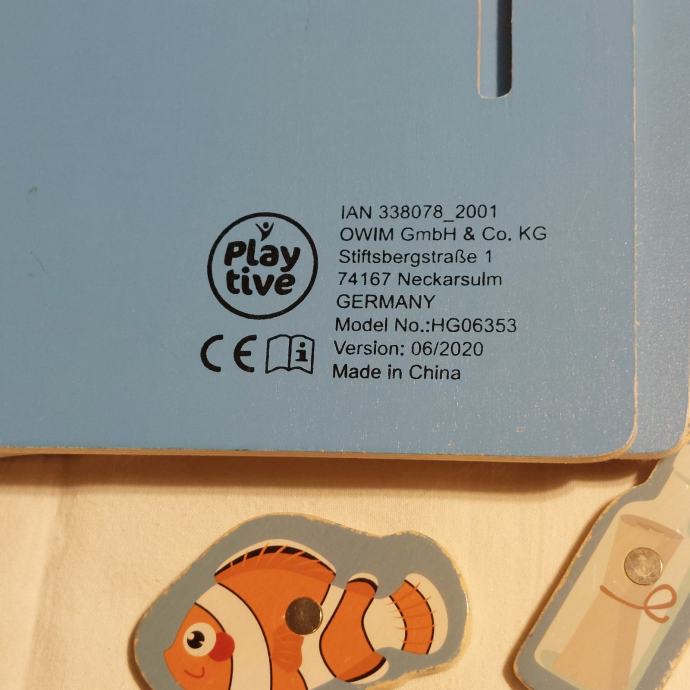 Play
tive
CE
IAN 338078_2001
OWIM GmbH & Co. KG
Stiftsbergstraße 1
74167 Neckarsulm
GERMANY
Model No.:HG06353
Version: 06/2020
Made in China